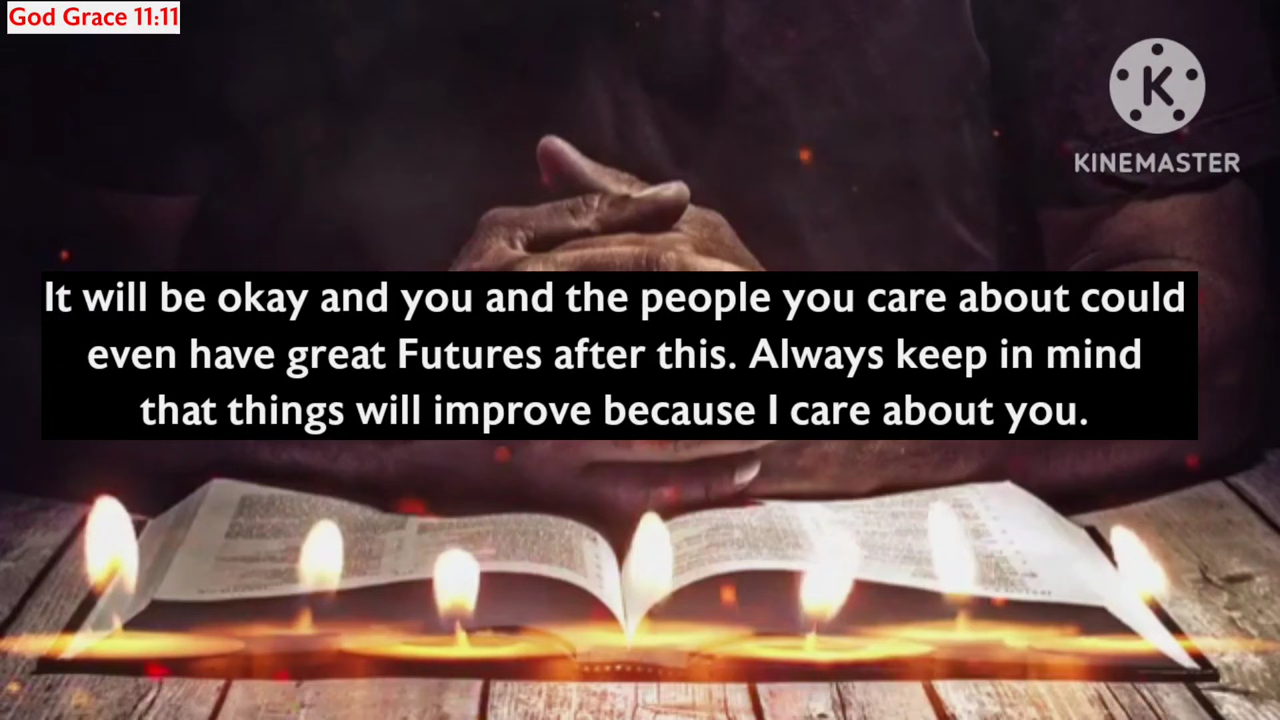 God Grace 11:11
K
KINEMASTER
It will be okay and you and the people you care about could
even have great Futures after this. Always keep in mind
that things will improve because I care about you.